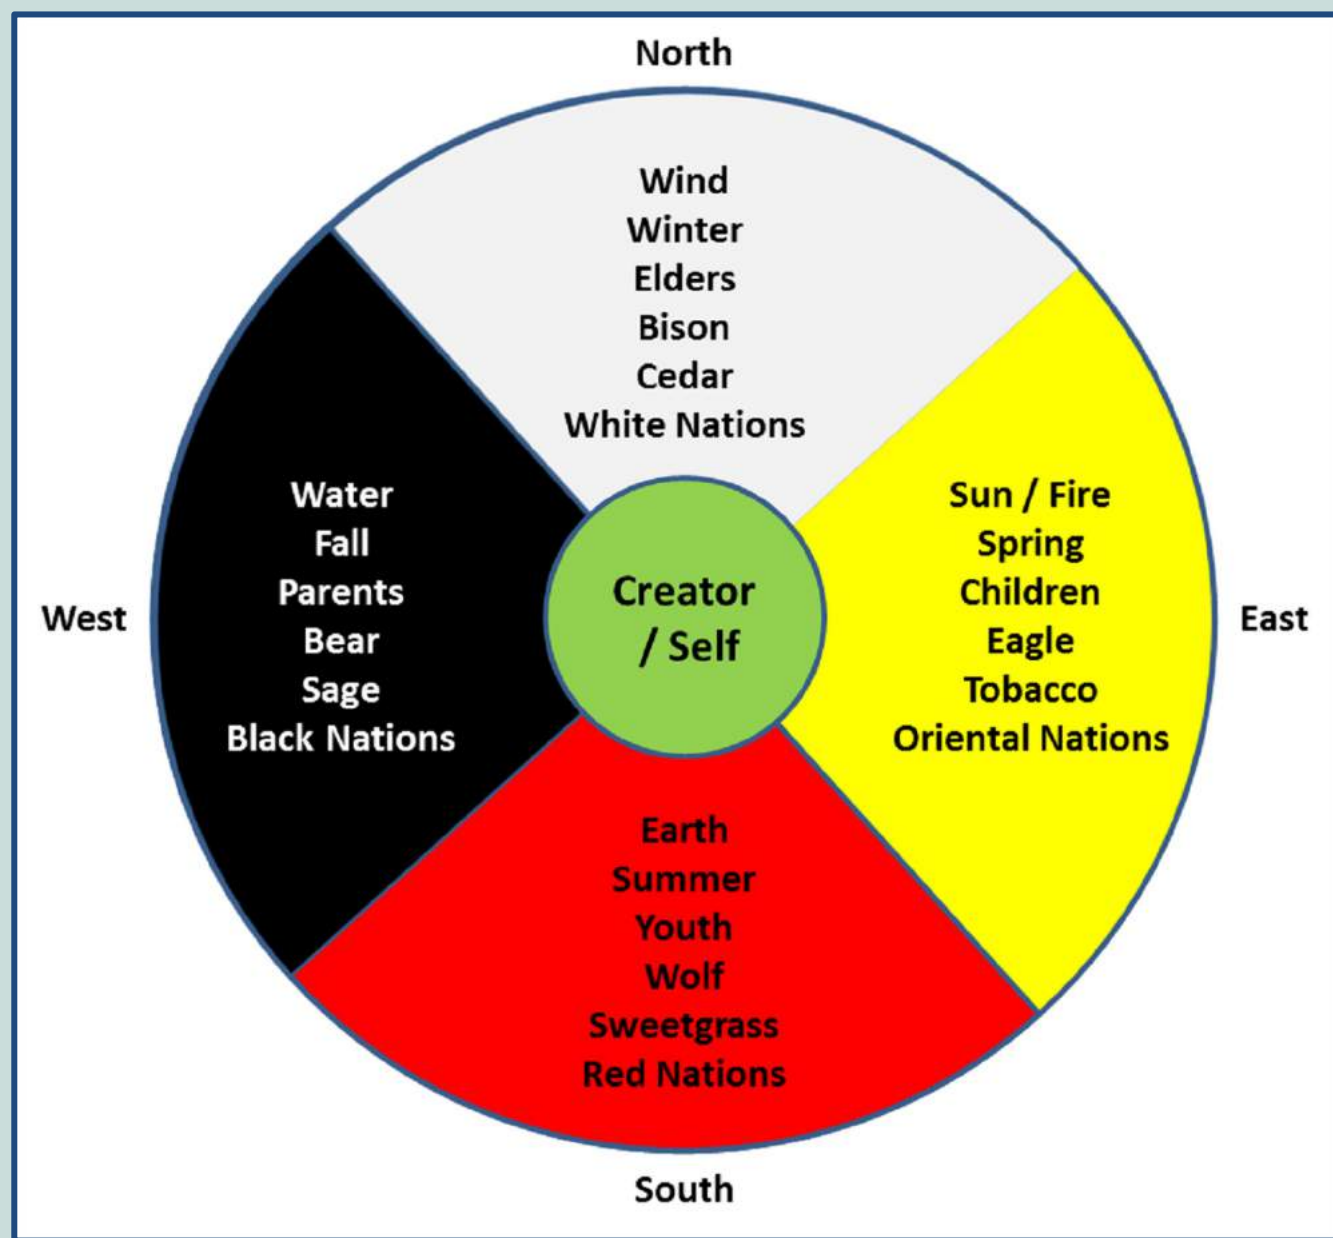 North
Wind
Winter
Elders
Bison
Cedar
White Nations
West
Water
Fall
Parents
Bear
Sage
Black Nations
Creator
/ Self
Sun / Fire
Spring
Children
Eagle
Tobacco
Oriental Nations
East
Earth
Summer
Youth
Wolf
Sweetgrass
Red Nations
South